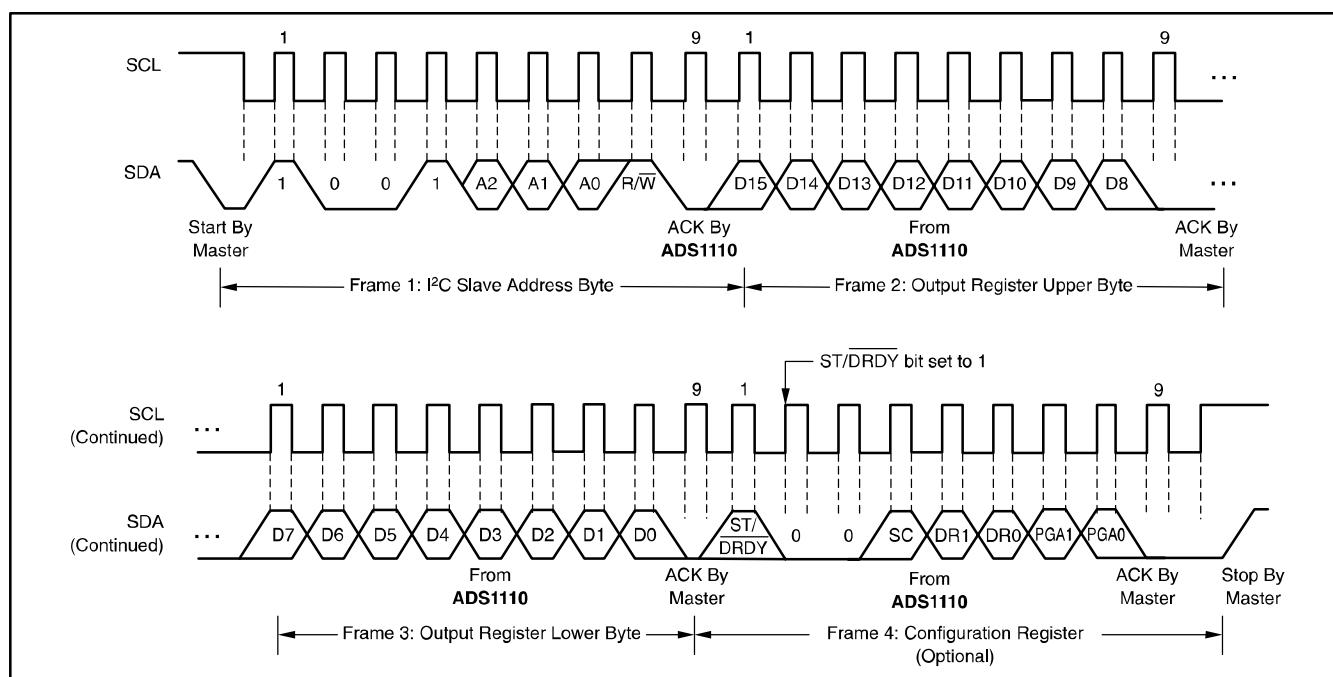 1 9 1 9
SCL
...
SDA
1 0 0 1 A2 A1 A0 R/W̅ D15 D14 D13 D12 D11 D10 D9 D8 ...
Start By
Master
ACK By
ADS1110
From
ADS1110
ACK By
Master
Frame 1: I²C Slave Address Byte
Frame 2: Output Register Upper Byte
ST/D̅R̅D̅Y̅ bit set to 1
1 9 1 9
SCL
(Continued)
...
SDA
(Continued)
... D7 D6 D5 D4 D3 D2 D1 D0 ST/D̅R̅D̅Y̅ 0 0 SC DR1 DR0 PGA1 PGA0
From
ADS1110
ACK By
Master
From
ADS1110
ACK By
Master
Stop By
Master
Frame 3: Output Register Lower Byte
Frame 4: Configuration Register
(Optional)